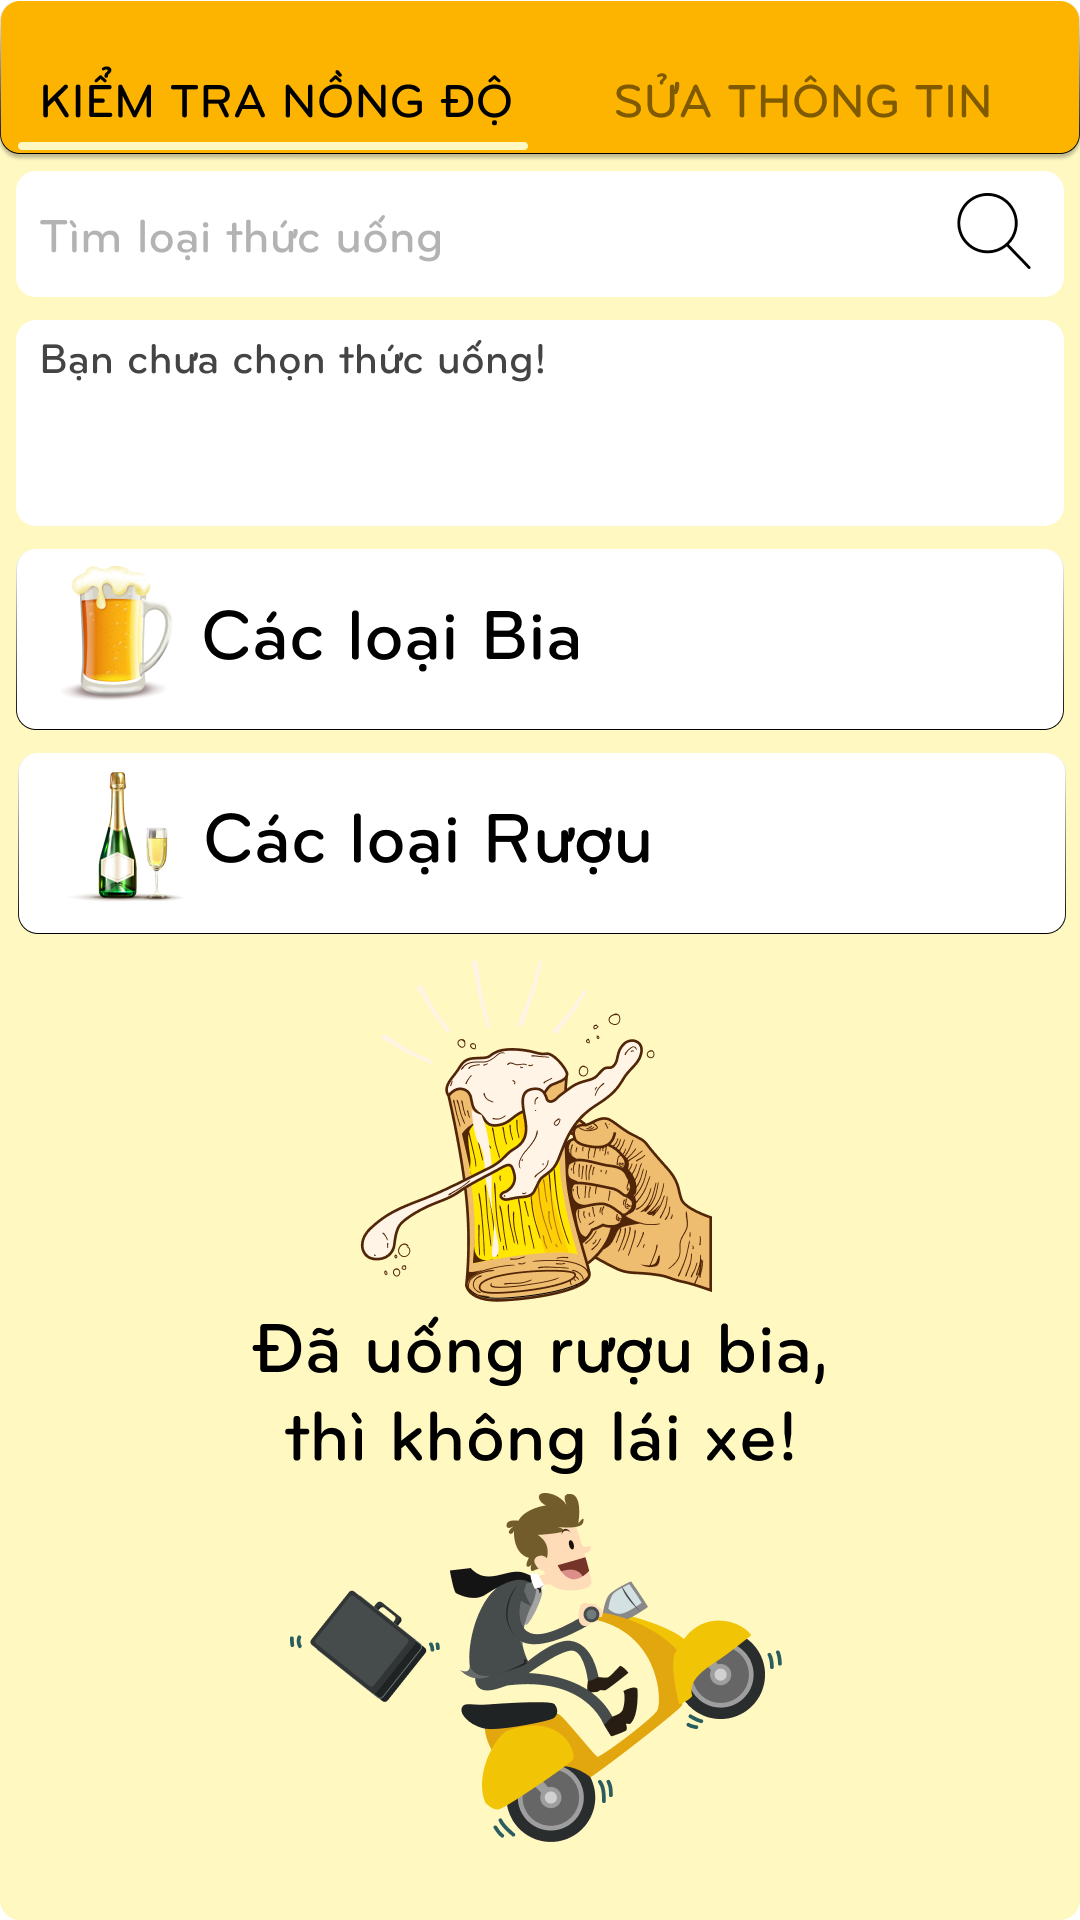 KIỂM TRA NỒNG ĐỘ
SỬA THÔNG TIN
Tìm loại thức uống
Bạn chưa chọn thức uống!
Các loại Bia
Các loại Rượu
Đã uống rượu bia,
thì không lái xe!